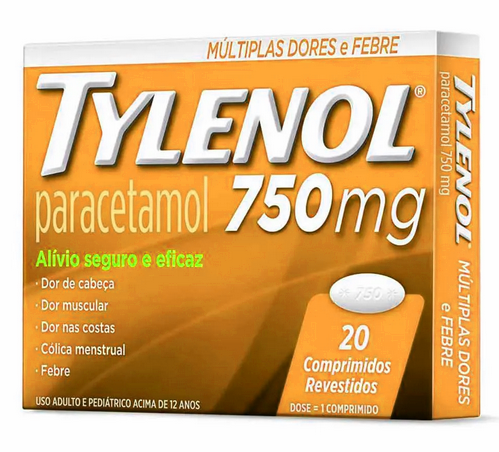 MÚLTIPLAS DORES e FEBRE
TYLENOL®
paracetamol 750 mg
Alívio seguro e eficaz
· Dor de cabeça
· Dor muscular
· Dor nas costas
· Cólica menstrual
· Febre
USO ADULTO E PEDIÁTRICO ACIMA DE 12 ANOS
750
20
Comprimidos
Revestidos
DOSE = 1 COMPRIMIDO
TYLENOL®
paracetamol 750 mg
MÚLTIPLAS DORES
e FEBRE